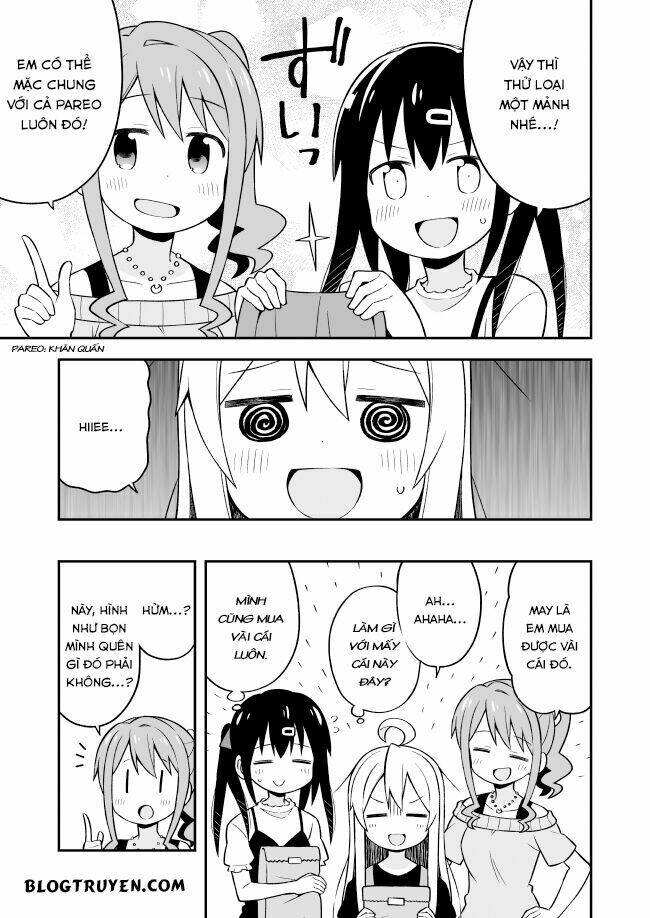 VẬY THÌ
THỬ LOẠI
MỘT MẢNH
NHÉ...!
ずいっ
EM CÓ THỂ
MẶC CHUNG
VỚI CẢ PAREO
LUÔN ĐÓ!
PAREO: KHĂN QUẤN
HIIEE...
MAY LÀ
EM MUA
ĐƯỢC VÀI
CÁI ĐÓ.
AH...
AHAHA...
LÀM GÌ
VỚI MẤY
CÁI NÀY
ĐÂY?
MÌNH
CŨNG MUA
VÀI CÁI
LUÔN.
HỪM...?
NÀY, HÌNH
NHƯ BỌN
MÌNH QUÊN
GÌ ĐÓ PHẢI
KHÔNG...?
BLOGTRUYEN.COM